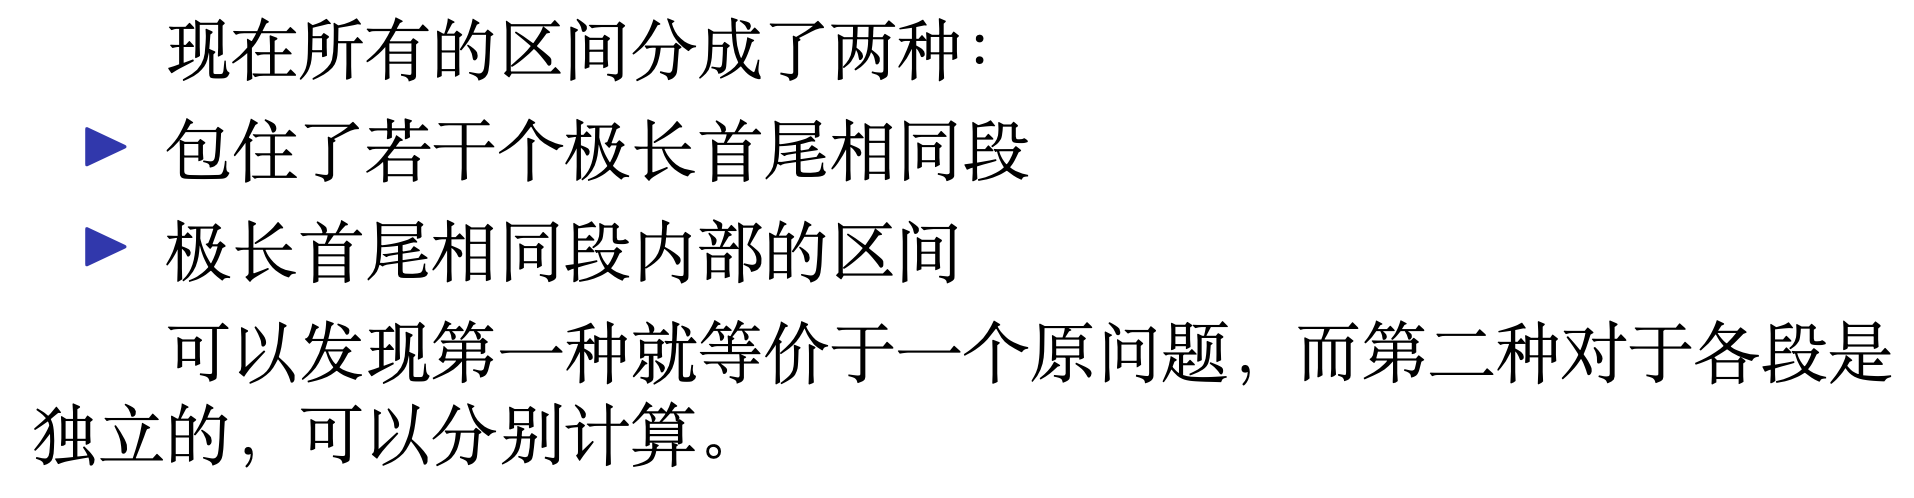 现在所有的区间分成了两种：
▶ 包住了若干个极长首尾相同段
▶ 极长首尾相同段内部的区间
可以发现第一种就等价于一个原问题，而第二种对于各段是
独立的，可以分别计算。